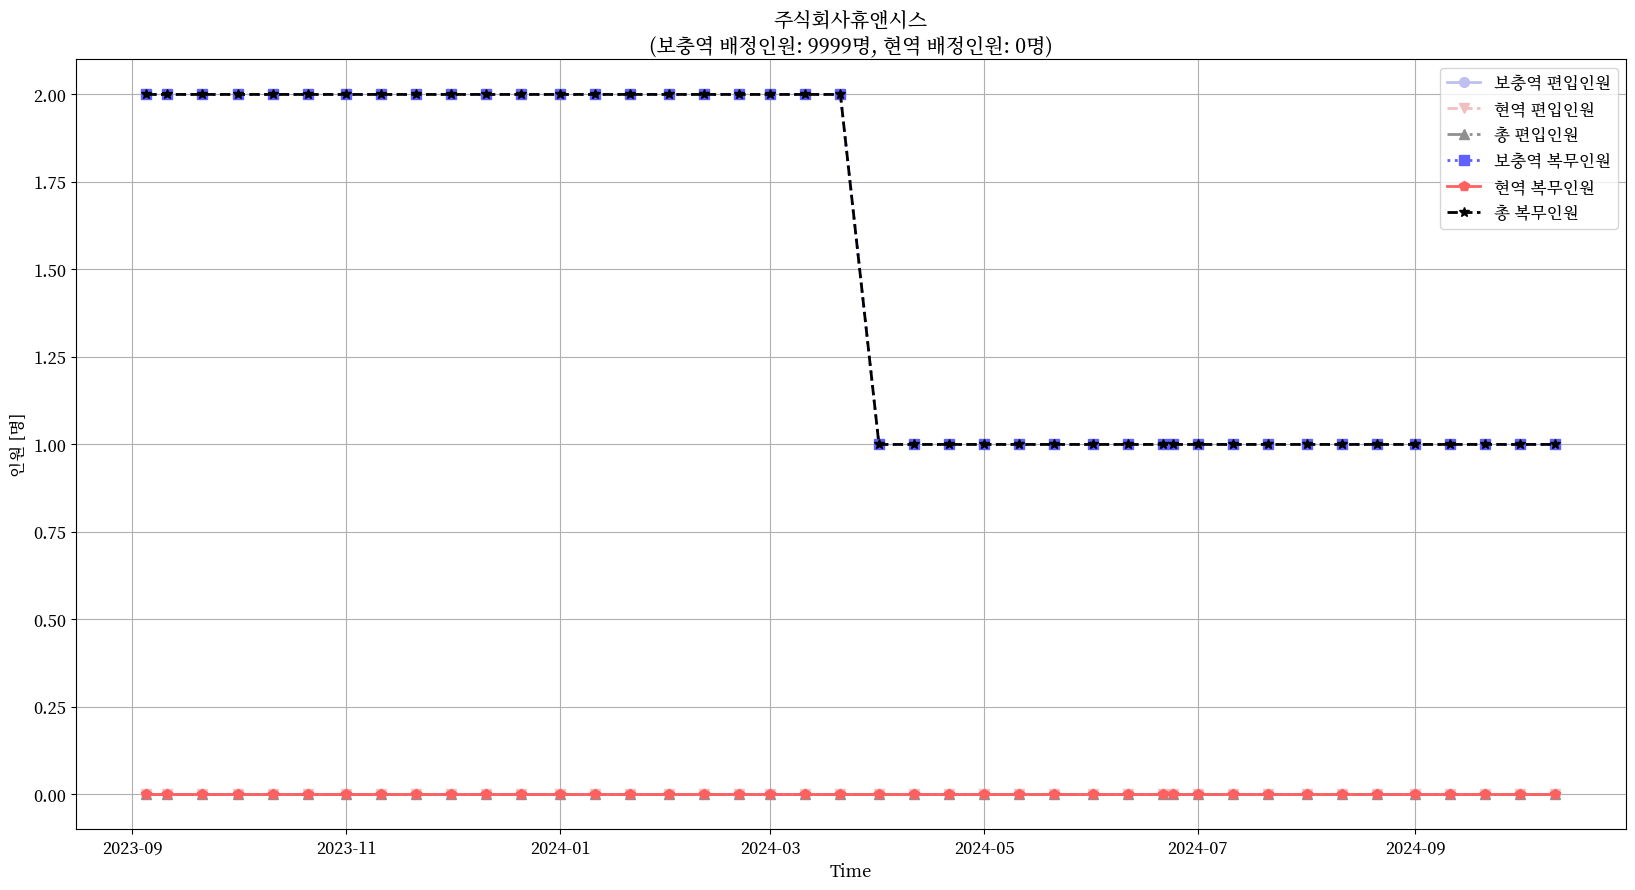 주식회사휴앤시스
(보충역 배정인원: 9999명, 현역 배정인원: 0명)
2.00
1.75
1.50
1.25
1.00
0.75
0.50
0.25
0.00
인원 [명]
보충역 편입인원
현역 편입인원
총 편입인원
보충역 복무인원
현역 복무인원
총 복무인원
2023-09
2023-11
2024-01
2024-03
2024-05
2024-07
2024-09
Time